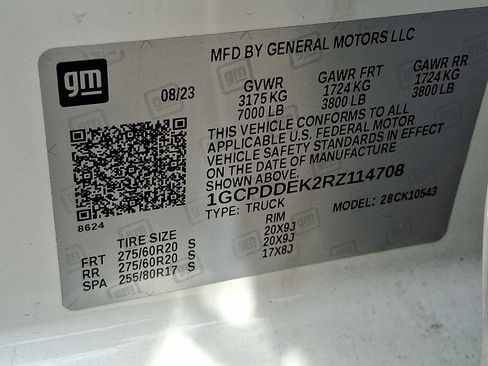 gm
MFD BY GENERAL MOTORS LLC
08/23 GVWR GAWR FRT GAWR RR
3175 KG 1724 KG 1724 KG
7000 LB 3800 LB 3800 LB
THIS VEHICLE CONFORMS TO ALL
APPLICABLE U.S. FEDERAL MOTOR
VEHICLE SAFETY STANDARDS IN EFFECT
ON THE DATE OF MANUFACTURE
SHOWN ABOVE.
1GCPDDEK2RZ114708
TYPE: TRUCK MODEL: 28CK10543
8624
TIRE SIZE RIM
FRT 275/60R20 S 20X9J
RR 275/60R20 S 20X9J
SPA 255/80R17 S 17X8J